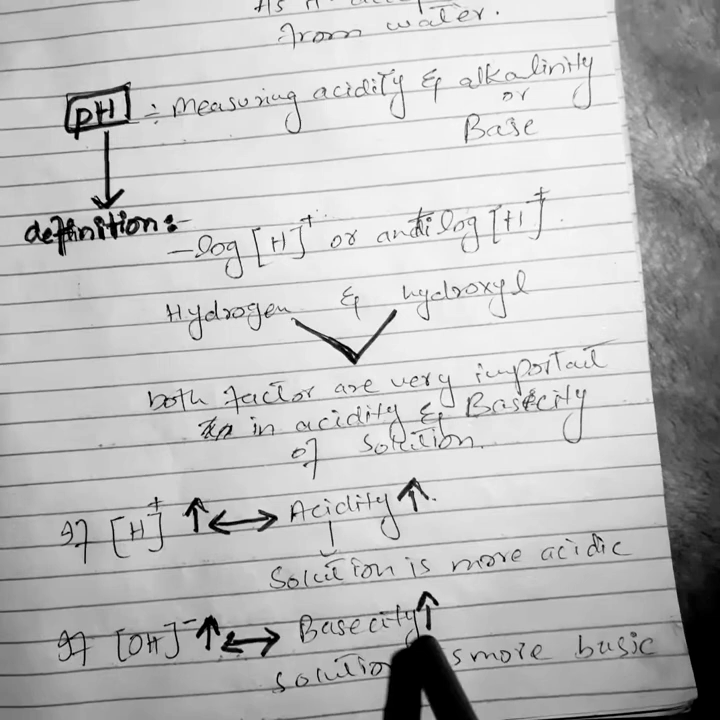 from water.
pH ÷ Measuring acidity & alkalinity
or
Base
definition:-
-log [H]+ or antilog [H]+.
Hydrogen & hydroxyl
both factor are very important
in acidity & Basecity
of solution.
If [H]+ ↑ ↔ Acidity ↑.
↓
Solution is more acidic
If [OH]- ↑ ↔ Basecity ↑
solution is more basic